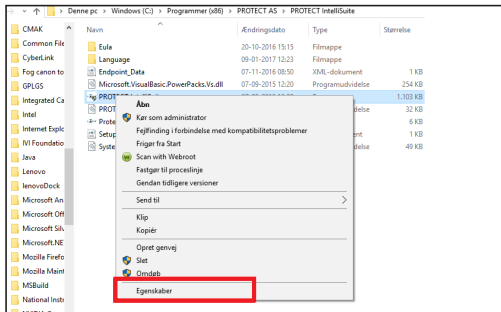 Denne pc > Windows (C:) > Programmer (x86) > PROTECT AS > PROTECT IntelliSuite
Navn Ændringsdato Type Størrelse
CMAK
Common File
CyberLink
Fog canon to
GPLGS
Integrated Ca
Intel
Internet Explo
IVI Foundatio
Java
Lenovo
lenovoDock
Microsoft An
Microsoft Off
Microsoft Silv
Microsoft.NE
Mozilla Firefo
Mozilla Maint
MSBuild
National Instr
Eula 20-10-2016 15:15 Filmappe
Language 09-01-2017 12:23 Filmappe
Endpoint_Data 07-11-2016 08:50 XML-dokument 1 KB
Microsoft.VisualBasic.PowerPacks.Vs.dll 07-09-2015 12:20 Programudvidelse 254 KB
1.103 KB
PROT 32 KB
Prote 6 KB
Setup 1 KB
Syste 49 KB
Åbn
Kør som administrator
Fejlfinding i forbindelse med kompatibilitetsproblemer
Frigør fra Start
Scan with Webroot
Fastgør til proceslinje
Gendan tidligere versioner
Send til
Klip
Kopiér
Opret genvej
Slet
Omdøb
Egenskaber